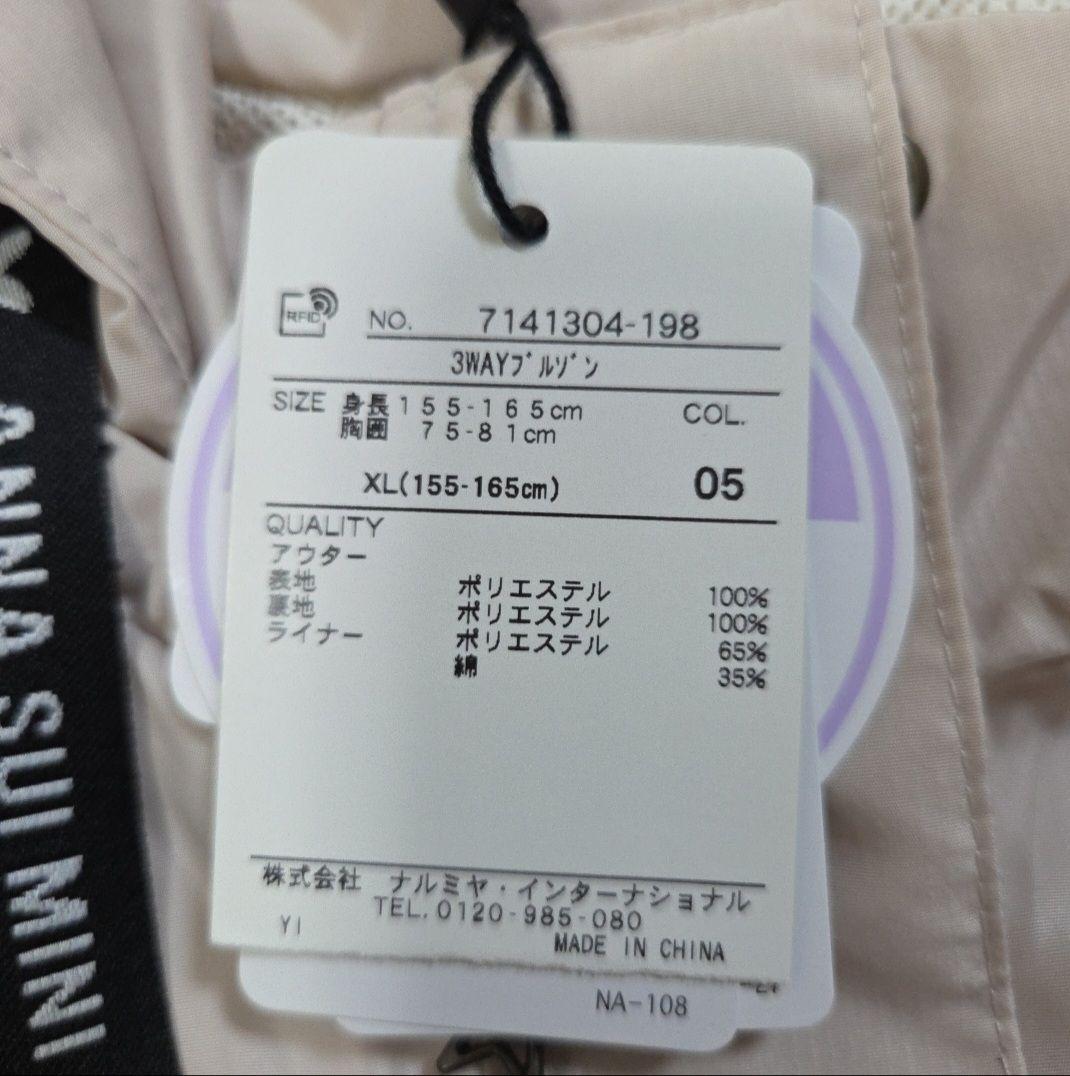 RFID
NO. 7141304-198
3WAYﾌﾞﾙｿﾞﾝ
SIZE 身長155-165cm COL.
胸囲 75-81cm
XL(155-165cm) 05
QUALITY
アウター
表地 ポリエステル 100%
裏地 ポリエステル 100%
ライナー ポリエステル 65%
綿 35%
株式会社 ナルミヤ・インターナショナル
TEL.0120-985-080
YI MADE IN CHINA
NA-108
ANNA SUI MINI